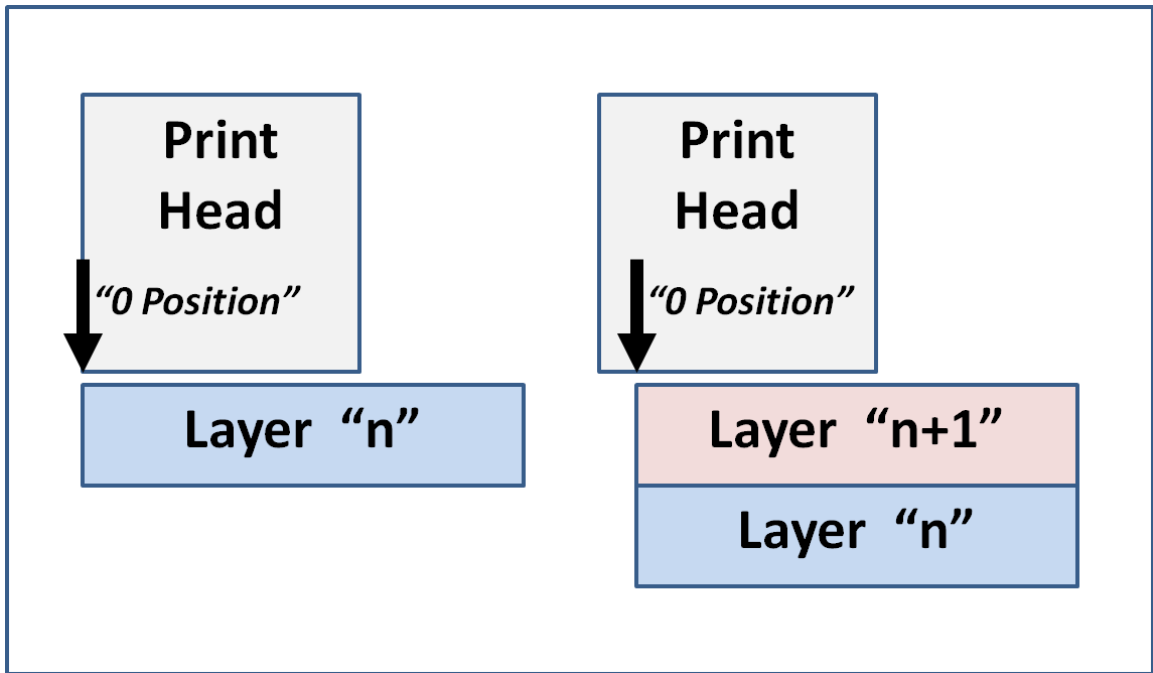 Print
Head
“0 Position”
Layer “n”
Print
Head
“0 Position”
Layer “n+1”
Layer “n”